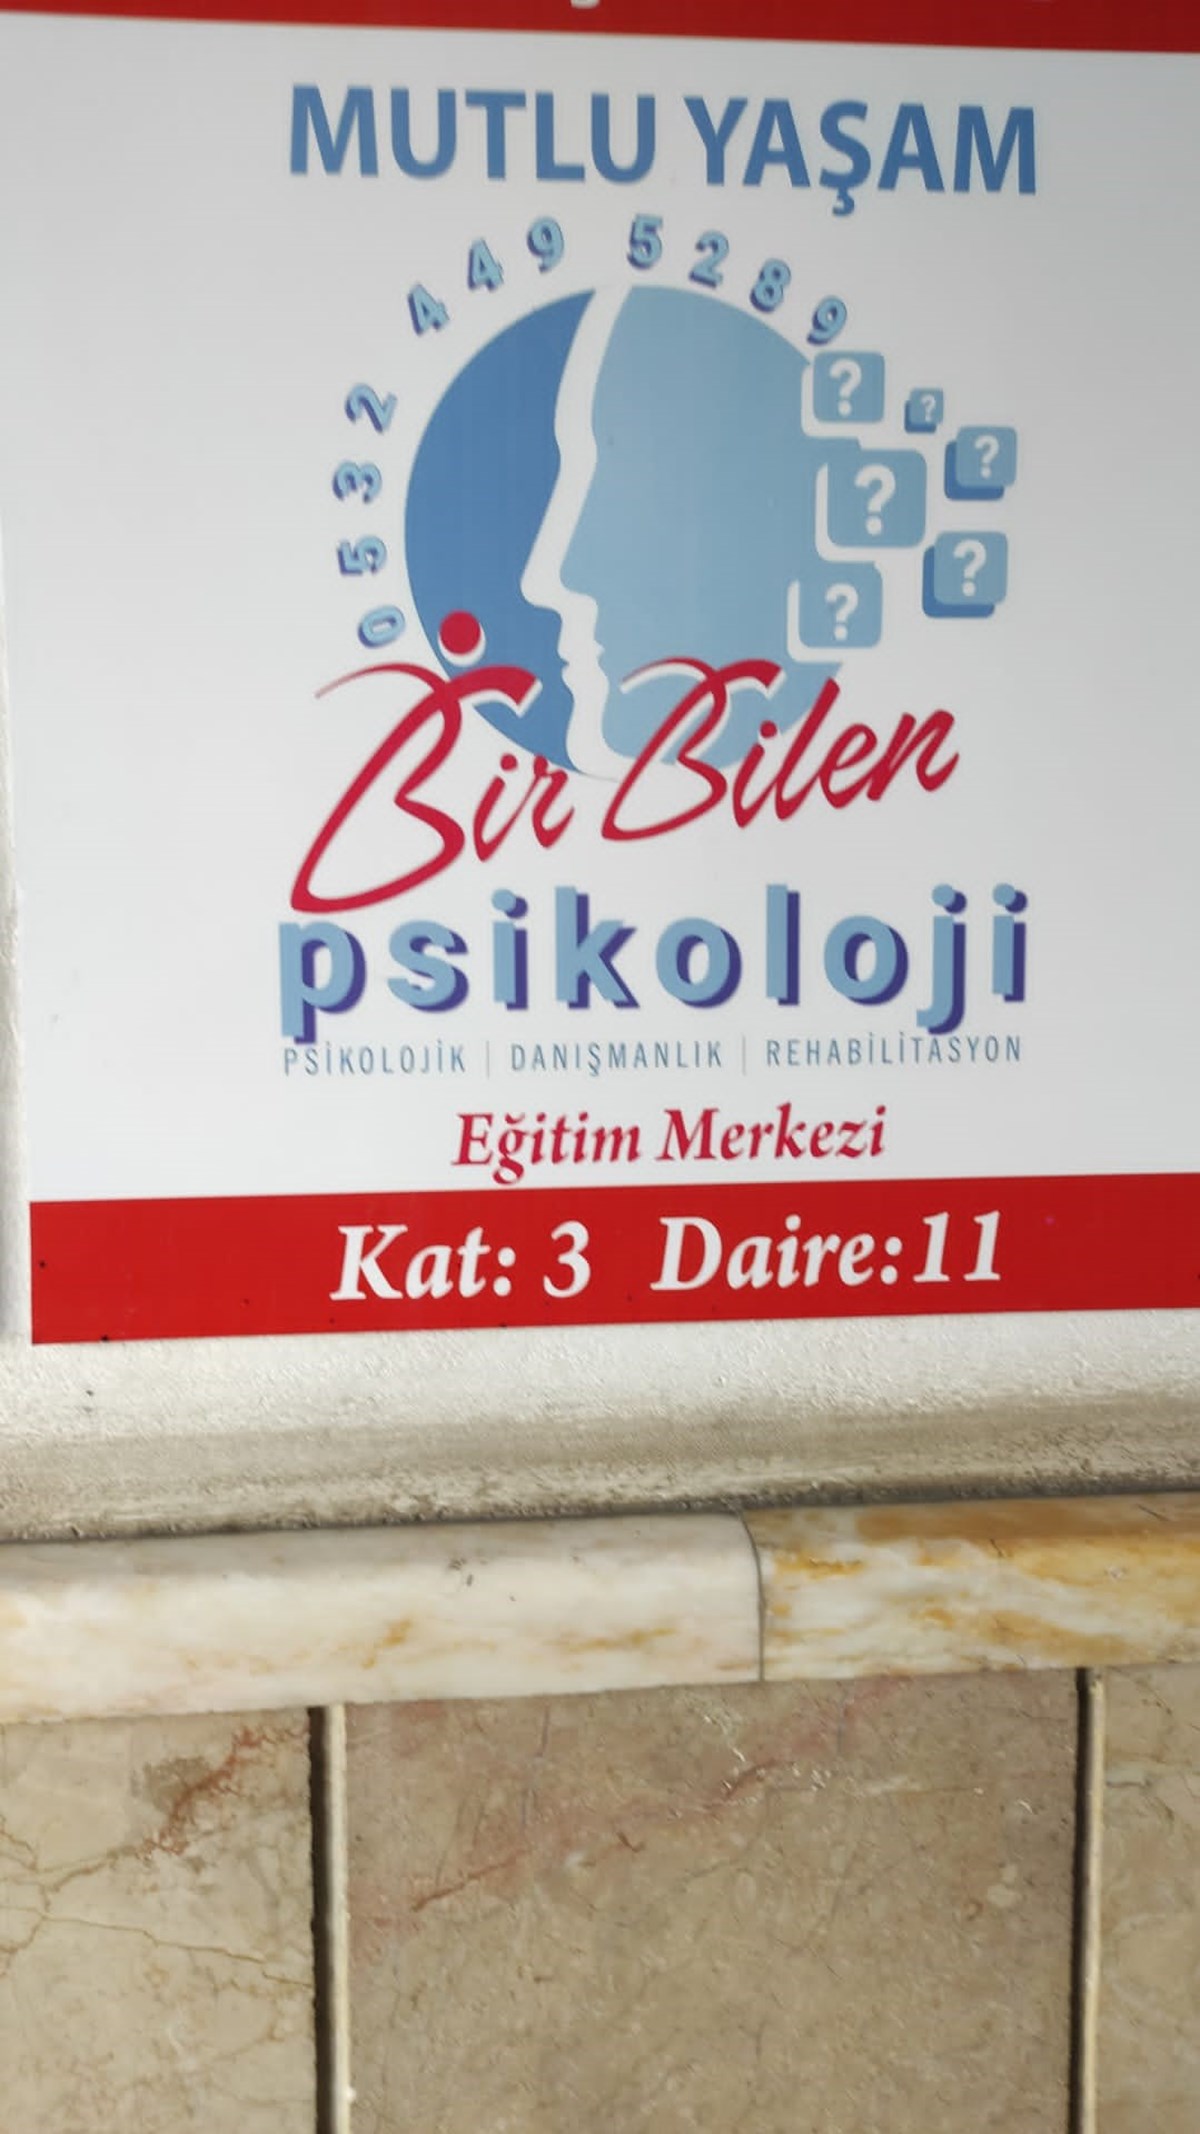 MUTLU YAŞAM
0532 449 5289
? ?
?
?
?
?
Bir Bilen
psikoloji
PSİKOLOJİK | DANIŞMANLIK | REHABİLİTASYON
Eğitim Merkezi
Kat: 3 Daire:11